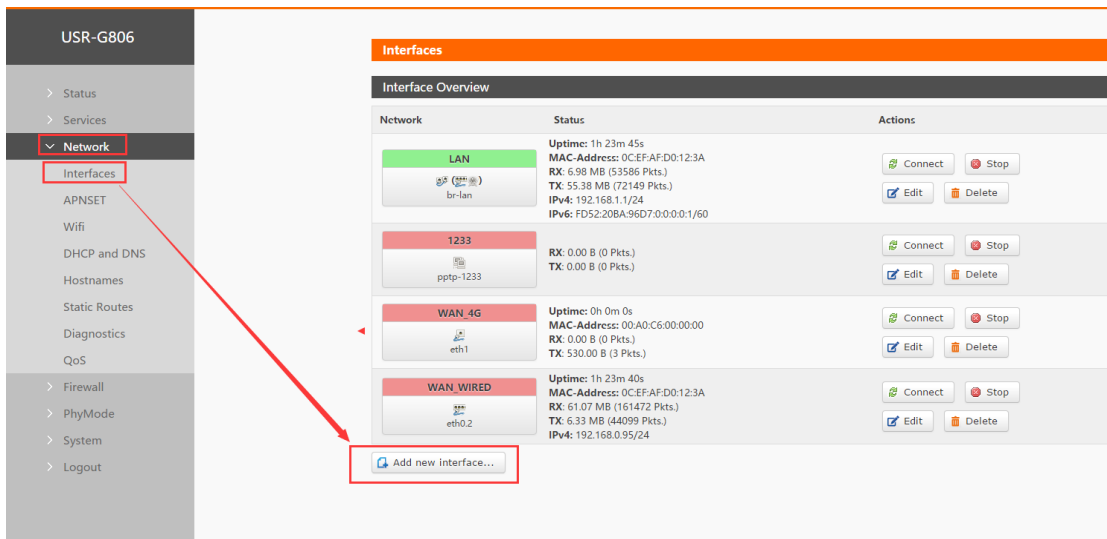 USR-G806
Status
Services
Network
Interfaces
APNSET
Wifi
DHCP and DNS
Hostnames
Static Routes
Diagnostics
QoS
Firewall
PhyMode
System
Logout
Interfaces
Interface Overview
Network Status Actions
LAN
br-lan
Uptime: 1h 23m 45s
MAC-Address: 0C:EF:AF:D0:12:3A
RX: 6.98 MB (53586 Pkts.)
TX: 55.38 MB (72149 Pkts.)
IPv4: 192.168.1.1/24
IPv6: FD52:20BA:96D7:0:0:0:0:1/60
Connect Stop
Edit Delete
1233
pptp-1233
RX: 0.00 B (0 Pkts.)
TX: 0.00 B (0 Pkts.)
Connect Stop
Edit Delete
WAN_4G
eth1
Uptime: 0h 0m 0s
MAC-Address: 00:A0:C6:00:00:00
RX: 0.00 B (0 Pkts.)
TX: 530.00 B (3 Pkts.)
Connect Stop
Edit Delete
WAN_WIRED
eth0.2
Uptime: 1h 23m 40s
MAC-Address: 0C:EF:AF:D0:12:3A
RX: 61.07 MB (161472 Pkts.)
TX: 6.33 MB (44099 Pkts.)
IPv4: 192.168.0.95/24
Connect Stop
Edit Delete
Add new interface...